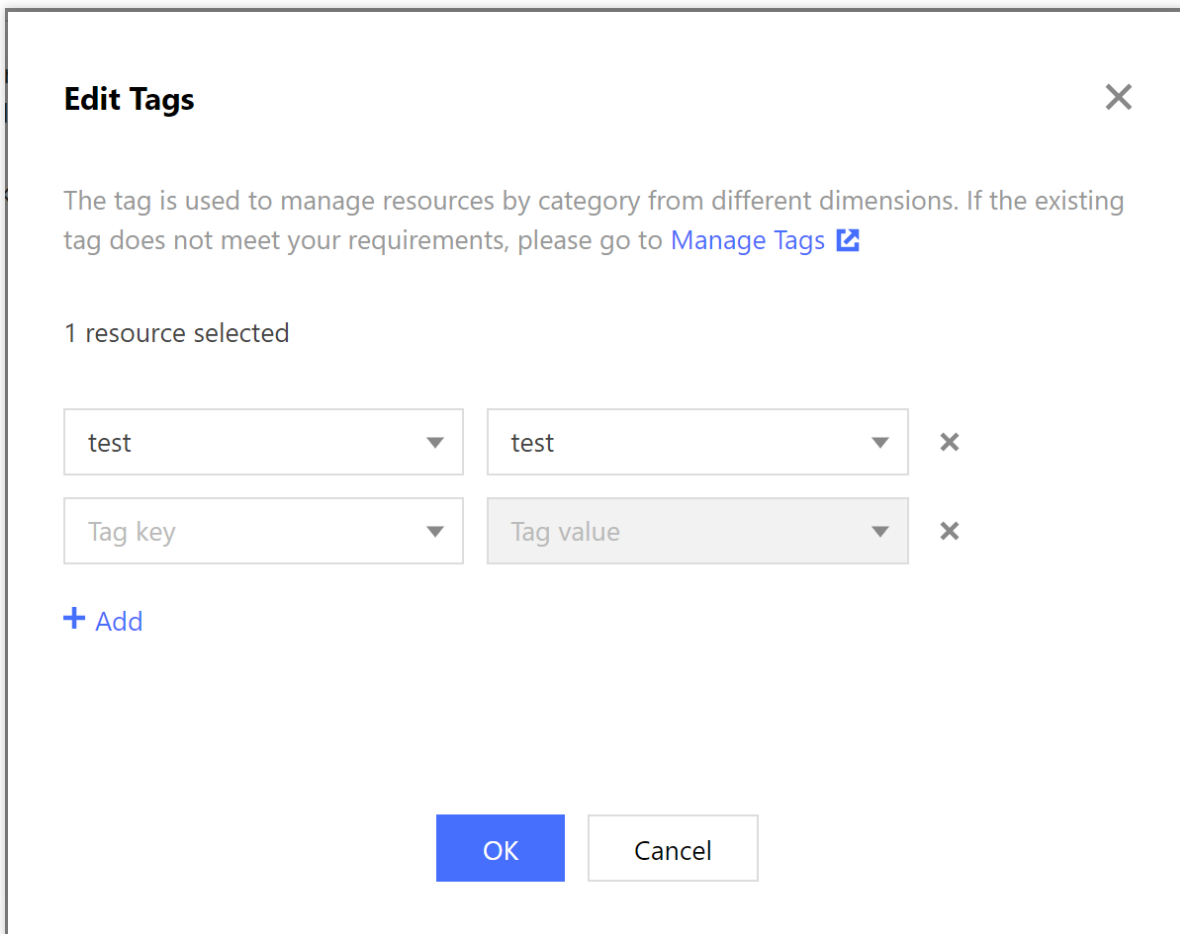 Edit Tags
The tag is used to manage resources by category from different dimensions. If the existing
tag does not meet your requirements, please go to Manage Tags
1 resource selected
test test
Tag key Tag value
Add
OK Cancel